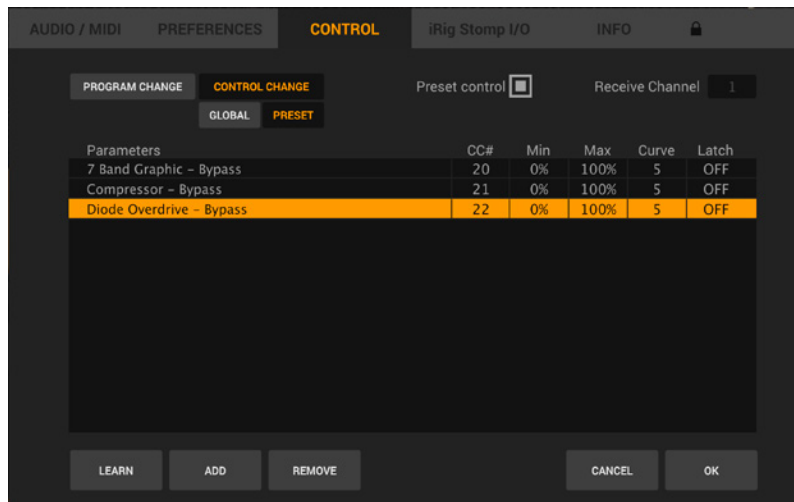 AUDIO / MIDI PREFERENCES CONTROL iRig Stomp I/O INFO
PROGRAM CHANGE CONTROL CHANGE Preset control Receive Channel 1
GLOBAL PRESET
Parameters CC# Min Max Curve Latch
7 Band Graphic – Bypass 20 0% 100% 5 OFF
Compressor – Bypass 21 0% 100% 5 OFF
Diode Overdrive – Bypass 22 0% 100% 5 OFF
LEARN ADD REMOVE CANCEL OK